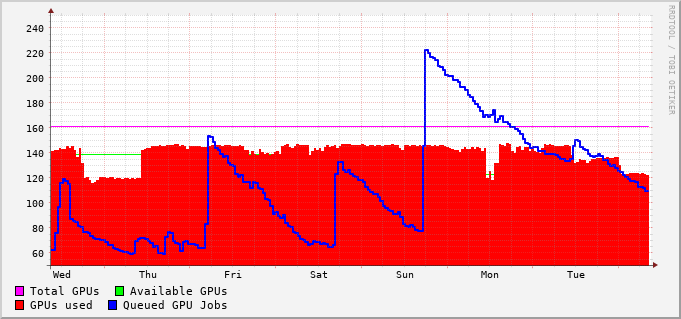 RRDTOOL / TOBI OETIKER
240
220
200
180
160
140
120
100
80
60
Wed Thu Fri Sat Sun Mon Tue
Total GPUs Available GPUs
GPUs used Queued GPU Jobs